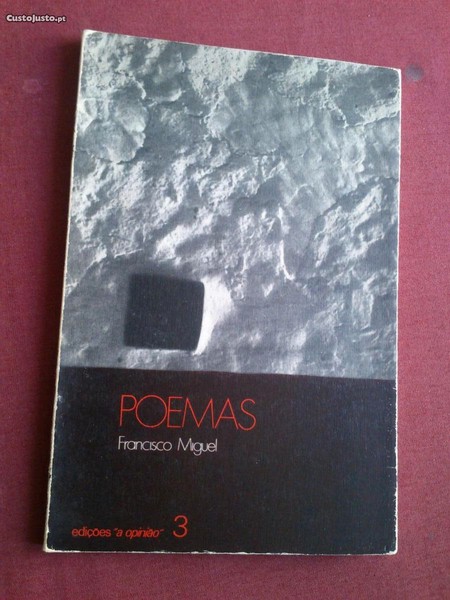 CustoJusto.pt
POEMAS
Francisco Miguel
edições "a opinião" 3